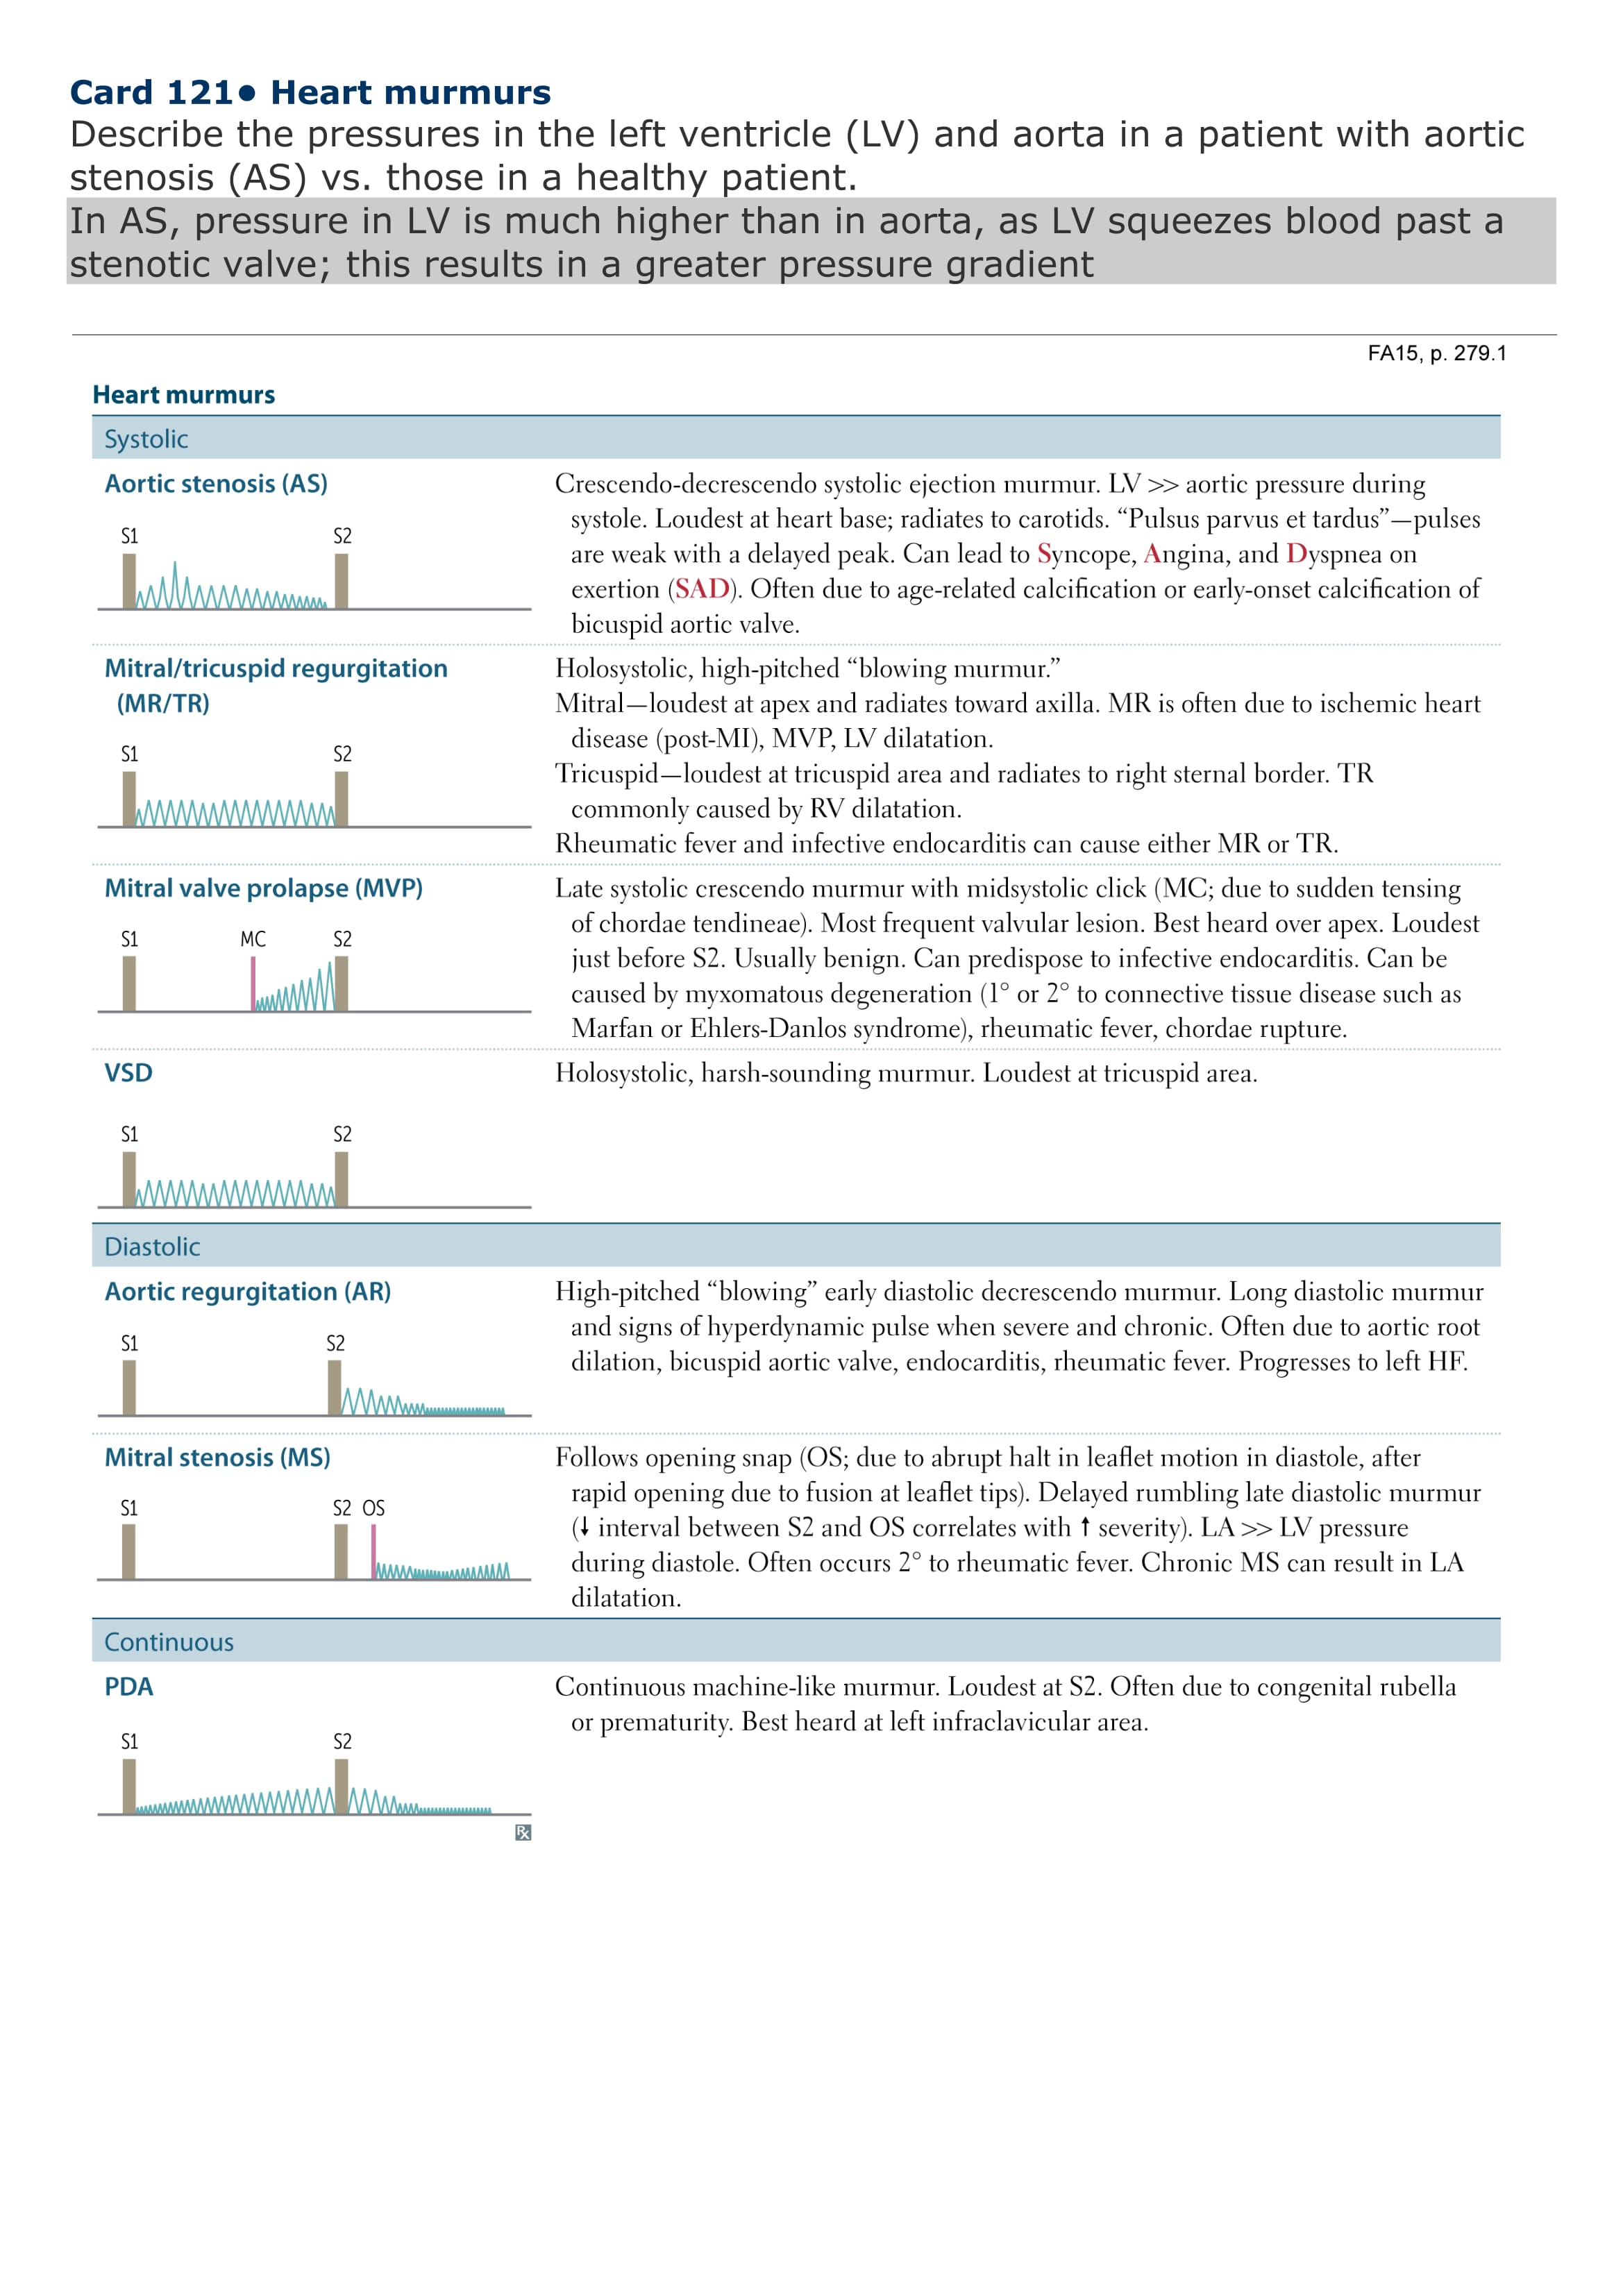 Card 121• Heart murmurs
Describe the pressures in the left ventricle (LV) and aorta in a patient with aortic
stenosis (AS) vs. those in a healthy patient.
In AS, pressure in LV is much higher than in aorta, as LV squeezes blood past a
stenotic valve; this results in a greater pressure gradient
FA15, p. 279.1
Heart murmurs
Systolic
Aortic stenosis (AS)
S1 S2
Crescendo-decrescendo systolic ejection murmur. LV >> aortic pressure during
systole. Loudest at heart base; radiates to carotids. “Pulsus parvus et tardus”—pulses
are weak with a delayed peak. Can lead to Syncope, Angina, and Dyspnea on
exertion (SAD). Often due to age-related calcification or early-onset calcification of
bicuspid aortic valve.
Mitral/tricuspid regurgitation
(MR/TR)
S1 S2
Holosystolic, high-pitched “blowing murmur.”
Mitral—loudest at apex and radiates toward axilla. MR is often due to ischemic heart
disease (post-MI), MVP, LV dilatation.
Tricuspid—loudest at tricuspid area and radiates to right sternal border. TR
commonly caused by RV dilatation.
Rheumatic fever and infective endocarditis can cause either MR or TR.
Mitral valve prolapse (MVP)
S1 MC S2
Late systolic crescendo murmur with midsystolic click (MC; due to sudden tensing
of chordae tendineae). Most frequent valvular lesion. Best heard over apex. Loudest
just before S2. Usually benign. Can predispose to infective endocarditis. Can be
caused by myxomatous degeneration (1° or 2° to connective tissue disease such as
Marfan or Ehlers-Danlos syndrome), rheumatic fever, chordae rupture.
VSD
S1 S2
Holosystolic, harsh-sounding murmur. Loudest at tricuspid area.
Diastolic
Aortic regurgitation (AR)
S1 S2
High-pitched “blowing” early diastolic decrescendo murmur. Long diastolic murmur
and signs of hyperdynamic pulse when severe and chronic. Often due to aortic root
dilation, bicuspid aortic valve, endocarditis, rheumatic fever. Progresses to left HF.
Mitral stenosis (MS)
S1 S2 OS
Follows opening snap (OS; due to abrupt halt in leaflet motion in diastole, after
rapid opening due to fusion at leaflet tips). Delayed rumbling late diastolic murmur
(↓ interval between S2 and OS correlates with ↑ severity). LA >> LV pressure
during diastole. Often occurs 2° to rheumatic fever. Chronic MS can result in LA
dilatation.
Continuous
PDA
S1 S2
Continuous machine-like murmur. Loudest at S2. Often due to congenital rubella
or prematurity. Best heard at left infraclavicular area.
Rx